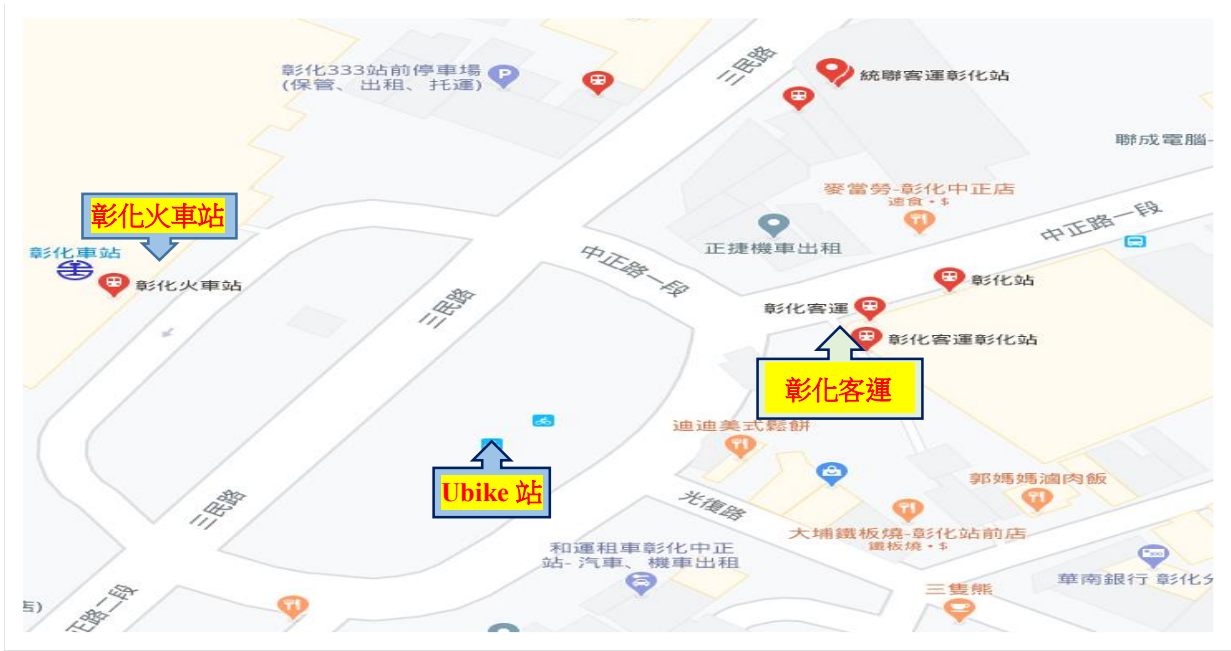 三民路
統聯客運彰化站
彰化333站前停車場
(保管、出租、托運)
聯成電腦-
麥當勞-彰化中正店
速食·$
彰化火車站
中正路一段
正捷機車出租
彰化車站
彰化火車站
中正路一段
三民路
彰化站
彰化客運
彰化客運彰化站
彰化客運
迪迪美式鬆餅
郭媽媽滷肉飯
Ubike 站
三民路
光復路
大埔鐵板燒-彰化站前店
鐵板燒·$
和運租車彰化中正
站- 汽車、機車出租
華南銀行 彰化分
三隻熊
正路二段